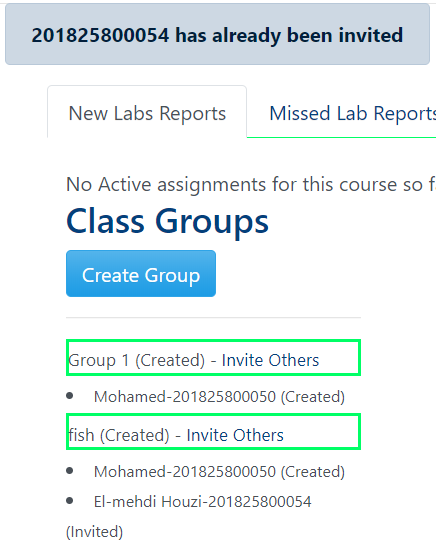 201825800054 has already been invited
New Labs Reports
Missed Lab Reports
No Active assignments for this course so f
Class Groups
Create Group
Group 1 (Created) - Invite Others
Mohamed-201825800050 (Created)
fish (Created) - Invite Others
Mohamed-201825800050 (Created)
El-mehdi Houzi-201825800054
(Invited)